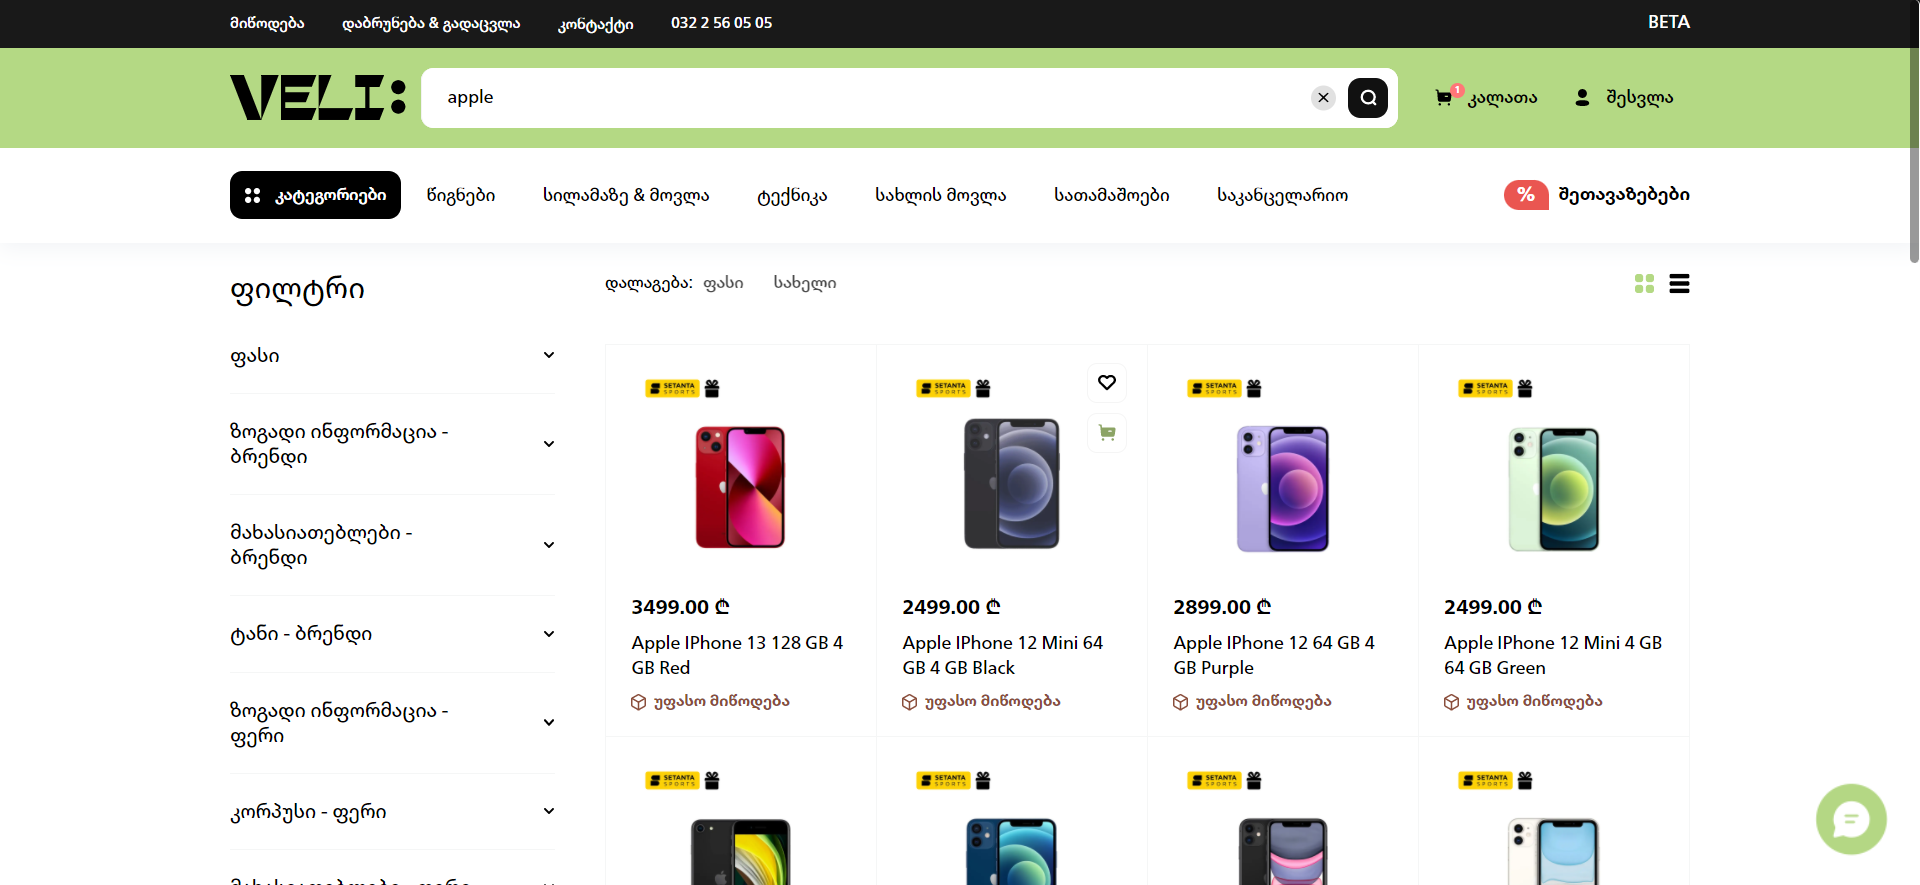 მიწოდება დაბრუნება & გადაცვლა კონტაქტი 032 2 56 05 05 BETA
VELI: apple 1 კალათა შესვლა
კატეგორიები წიგნები სილამაზე & მოვლა ტექნიკა სახლის მოვლა სათამაშოები საკანცელარიო % შეთავაზებები
ფილტრი
ფასი
ზოგადი ინფორმაცია -
ბრენდი
მახასიათებლები -
ბრენდი
ტანი - ბრენდი
ზოგადი ინფორმაცია -
ფერი
კორპუსი - ფერი
დალაგება: ფასი სახელი
SETANTA
SPORTS
3499.00 ₾
Apple IPhone 13 128 GB 4
GB Red
უფასო მიწოდება
SETANTA
SPORTS
2499.00 ₾
Apple IPhone 12 Mini 64
GB 4 GB Black
უფასო მიწოდება
SETANTA
SPORTS
2899.00 ₾
Apple IPhone 12 64 GB 4
GB Purple
უფასო მიწოდება
SETANTA
SPORTS
2499.00 ₾
Apple IPhone 12 Mini 4 GB
64 GB Green
უფასო მიწოდება
SETANTA
SPORTS
SETANTA
SPORTS
SETANTA
SPORTS
SETANTA
SPORTS